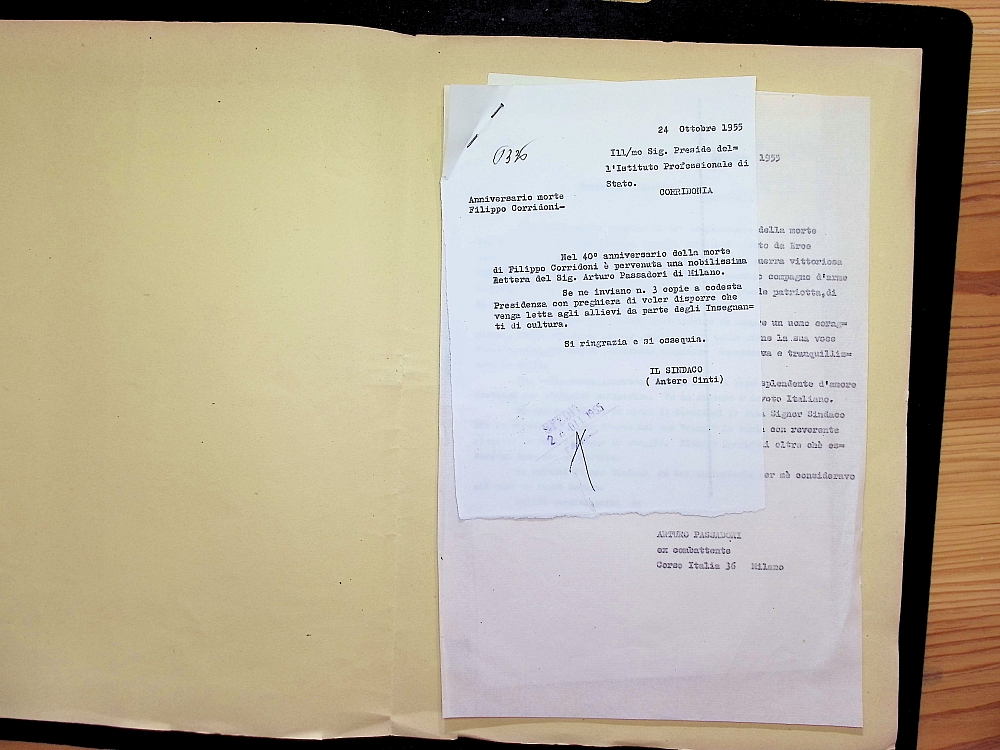 24 Ottobre 1955
Ill/mo Sig. Preside del=
l'Istituto Professionale di
Stato.
CORRIDONIA
Anniversario morte
Filippo Corridoni-
Nel 40° anniversario della morte
di Filippo Corridoni è pervenuta una nobilissima
lettera del Sig. Arturo Passadori di Milano.
Se ne inviano n. 3 copie a codesta
Presidenza con preghiera di voler disporre che
venga letta agli allievi da parte degli Insegnan=
ti di cultura.
Si ringrazia e si ossequia.
IL SINDACO
( Antero Cinti)
1955
della morte
to da Eroe
uerra vittoriosa
compagno d'arme
le patriotta,di
re un uomo corag=
ne la sua voce
va e tranquillis=
splendente d'amore
voto Italiano.
Signor Sindaco
con reverente
i oltre chè es=
er mè consideravo
ARTURO PASSADORI
ex combattente
Corso Italia 36 Milano